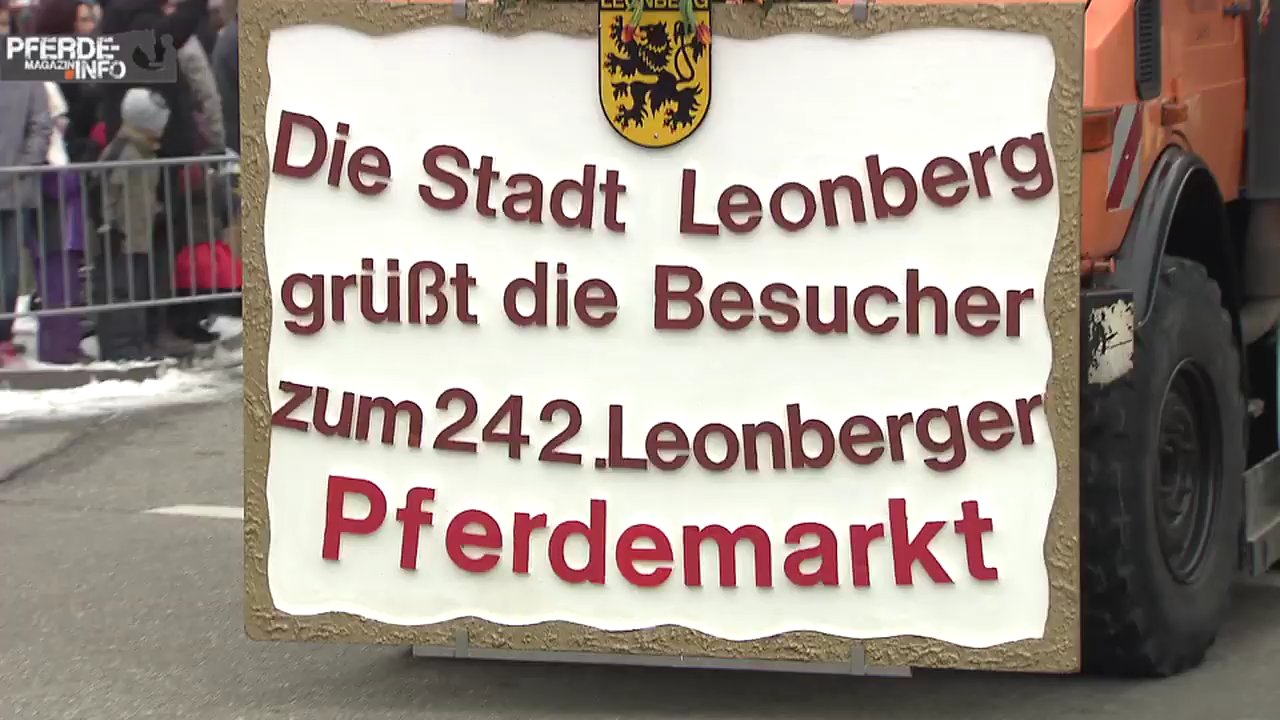 PFERDE-
MAGAZIN.INFO
LEONBERG
Die Stadt Leonberg
grüßt die Besucher
zum 242. Leonberger
Pferdemarkt